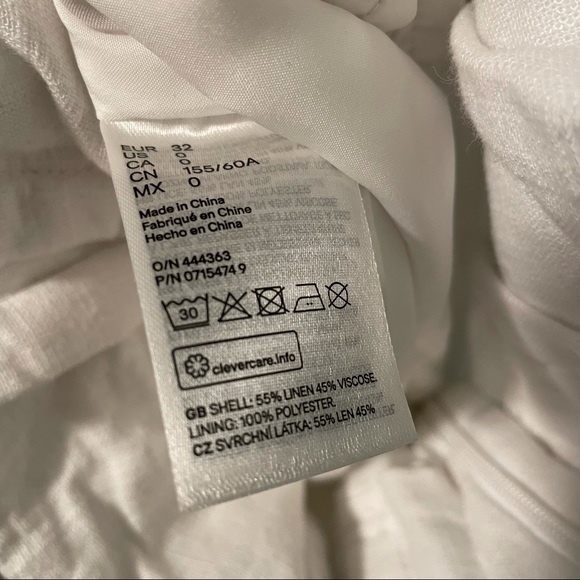 EUR 32
US 0
CA 0
CN 155/60A
MX 0
Made in China
Fabriqué en Chine
Hecho en China
O/N 444363
P/N 0715474 9
30
clevercare.info
GB SHELL: 55% LINEN 45% VISCOSE.
LINING: 100% POLYESTER.
CZ SVRCHNÍ LÁTKA: 55% LEN 45%